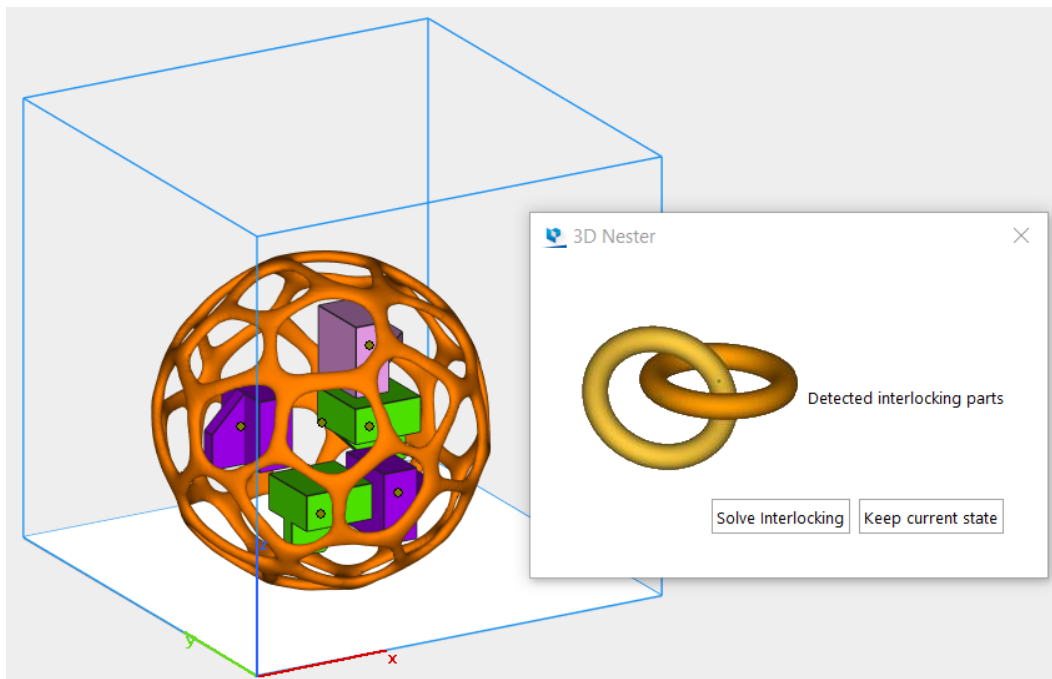 3D Nester
Detected interlocking parts
Solve Interlocking
Keep current state
y
x